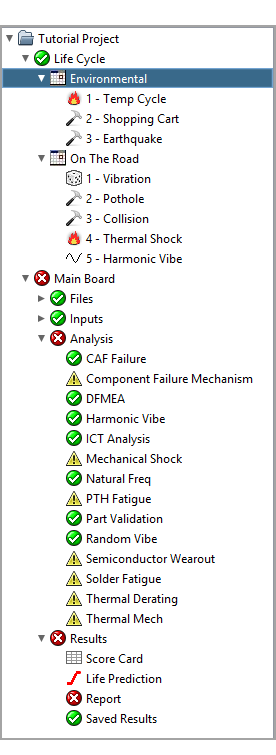 Tutorial Project
Life Cycle
Environmental
1 - Temp Cycle
2 - Shopping Cart
3 - Earthquake
On The Road
1 - Vibration
2 - Pothole
3 - Collision
4 - Thermal Shock
5 - Harmonic Vibe
Main Board
Files
Inputs
Analysis
CAF Failure
Component Failure Mechanism
DFMEA
Harmonic Vibe
ICT Analysis
Mechanical Shock
Natural Freq
PTH Fatigue
Part Validation
Random Vibe
Semiconductor Wearout
Solder Fatigue
Thermal Derating
Thermal Mech
Results
Score Card
Life Prediction
Report
Saved Results